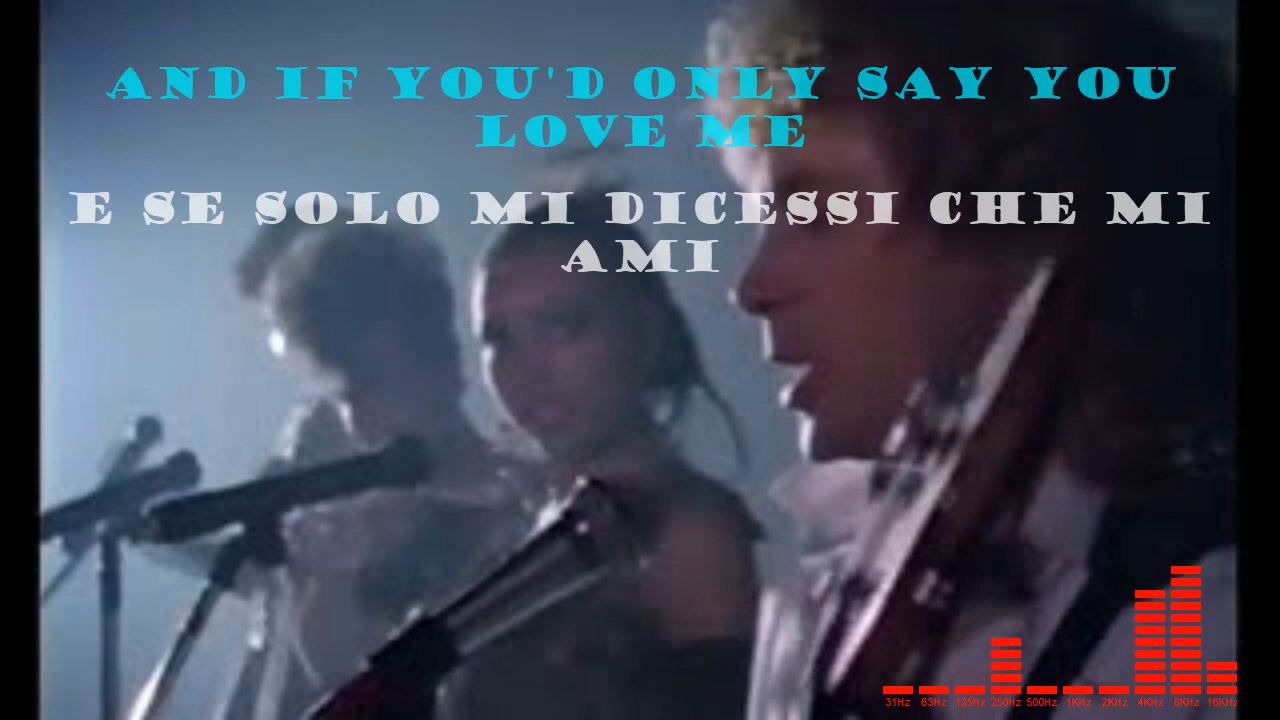 AND IF YOU'D ONLY SAY YOU
LOVE ME
E SE SOLO MI DICESSI CHE MI
AMI
31Hz 63Hz 125Hz 250Hz 500Hz 1KHz 2KHz 4KHz 8KHz 16KHz